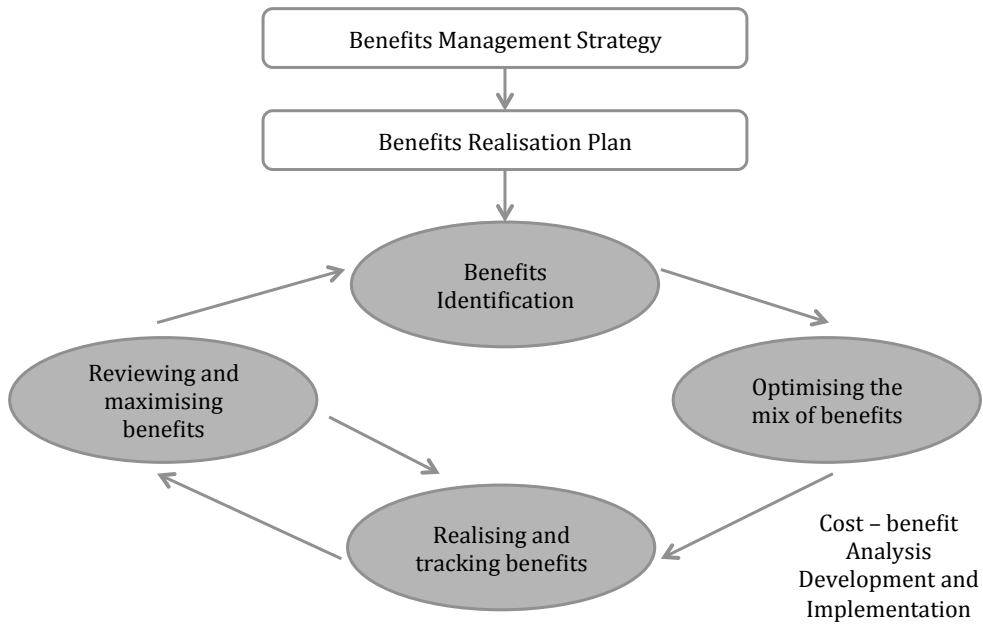 Benefits Management Strategy
Benefits Realisation Plan
Benefits
Identification
Reviewing and
maximising
benefits
Optimising the
mix of benefits
Realising and
tracking benefits
Cost – benefit
Analysis
Development and
Implementation